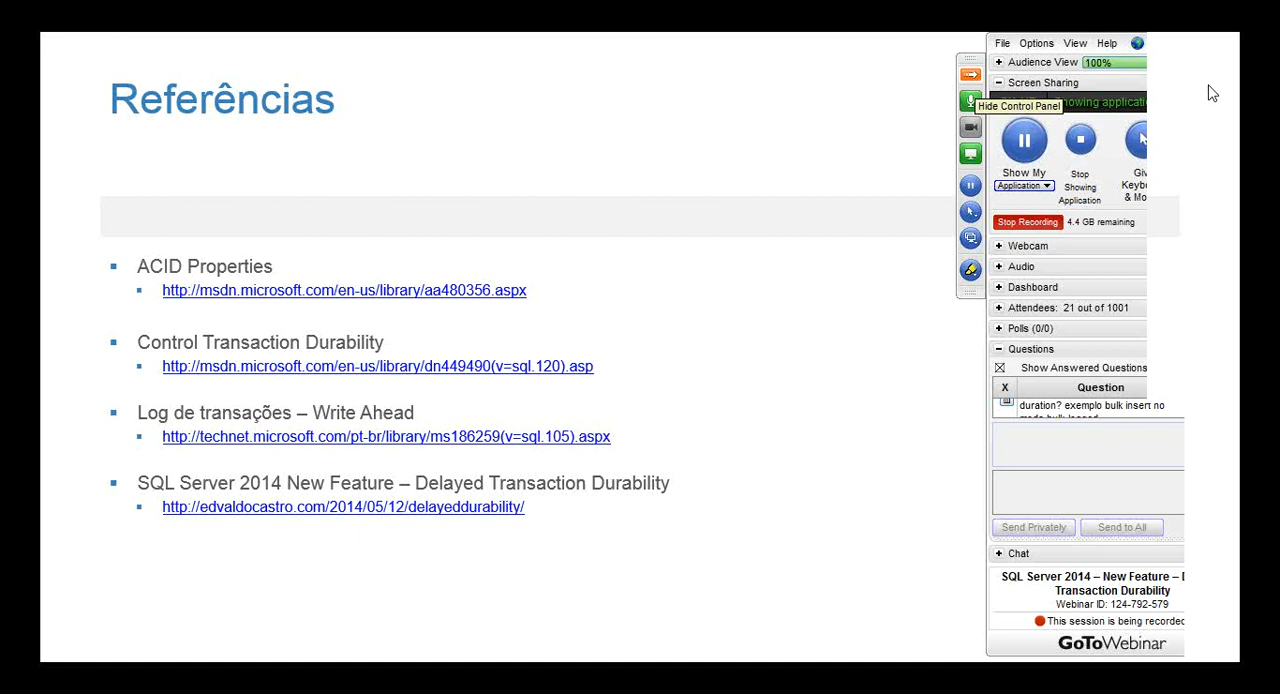 Referências
ACID Properties
http://msdn.microsoft.com/en-us/library/aa480356.aspx
Control Transaction Durability
http://msdn.microsoft.com/en-us/library/dn449490(v=sql.120).asp
Log de transações – Write Ahead
http://technet.microsoft.com/pt-br/library/ms186259(v=sql.105).aspx
SQL Server 2014 New Feature – Delayed Transaction Durability
http://edvaldocastro.com/2014/05/12/delayeddurability/
File Options View Help
Audience View 100%
Screen Sharing
Hide Control Panel
Show My
Application
Stop
Showing
Application
& Mo
Stop Recording 4.4 GB remaining
Webcam
Audio
Dashboard
Attendees: 21 out of 1001
Polls (0/0)
Questions
Show Answered Questions
X Question
duration? exemplo bulk insert no
Send Privately Send to All
Chat
SQL Server 2014 – New Feature –
Transaction Durability
Webinar ID: 124-792-579
This session is being recorded
GoToWebinar